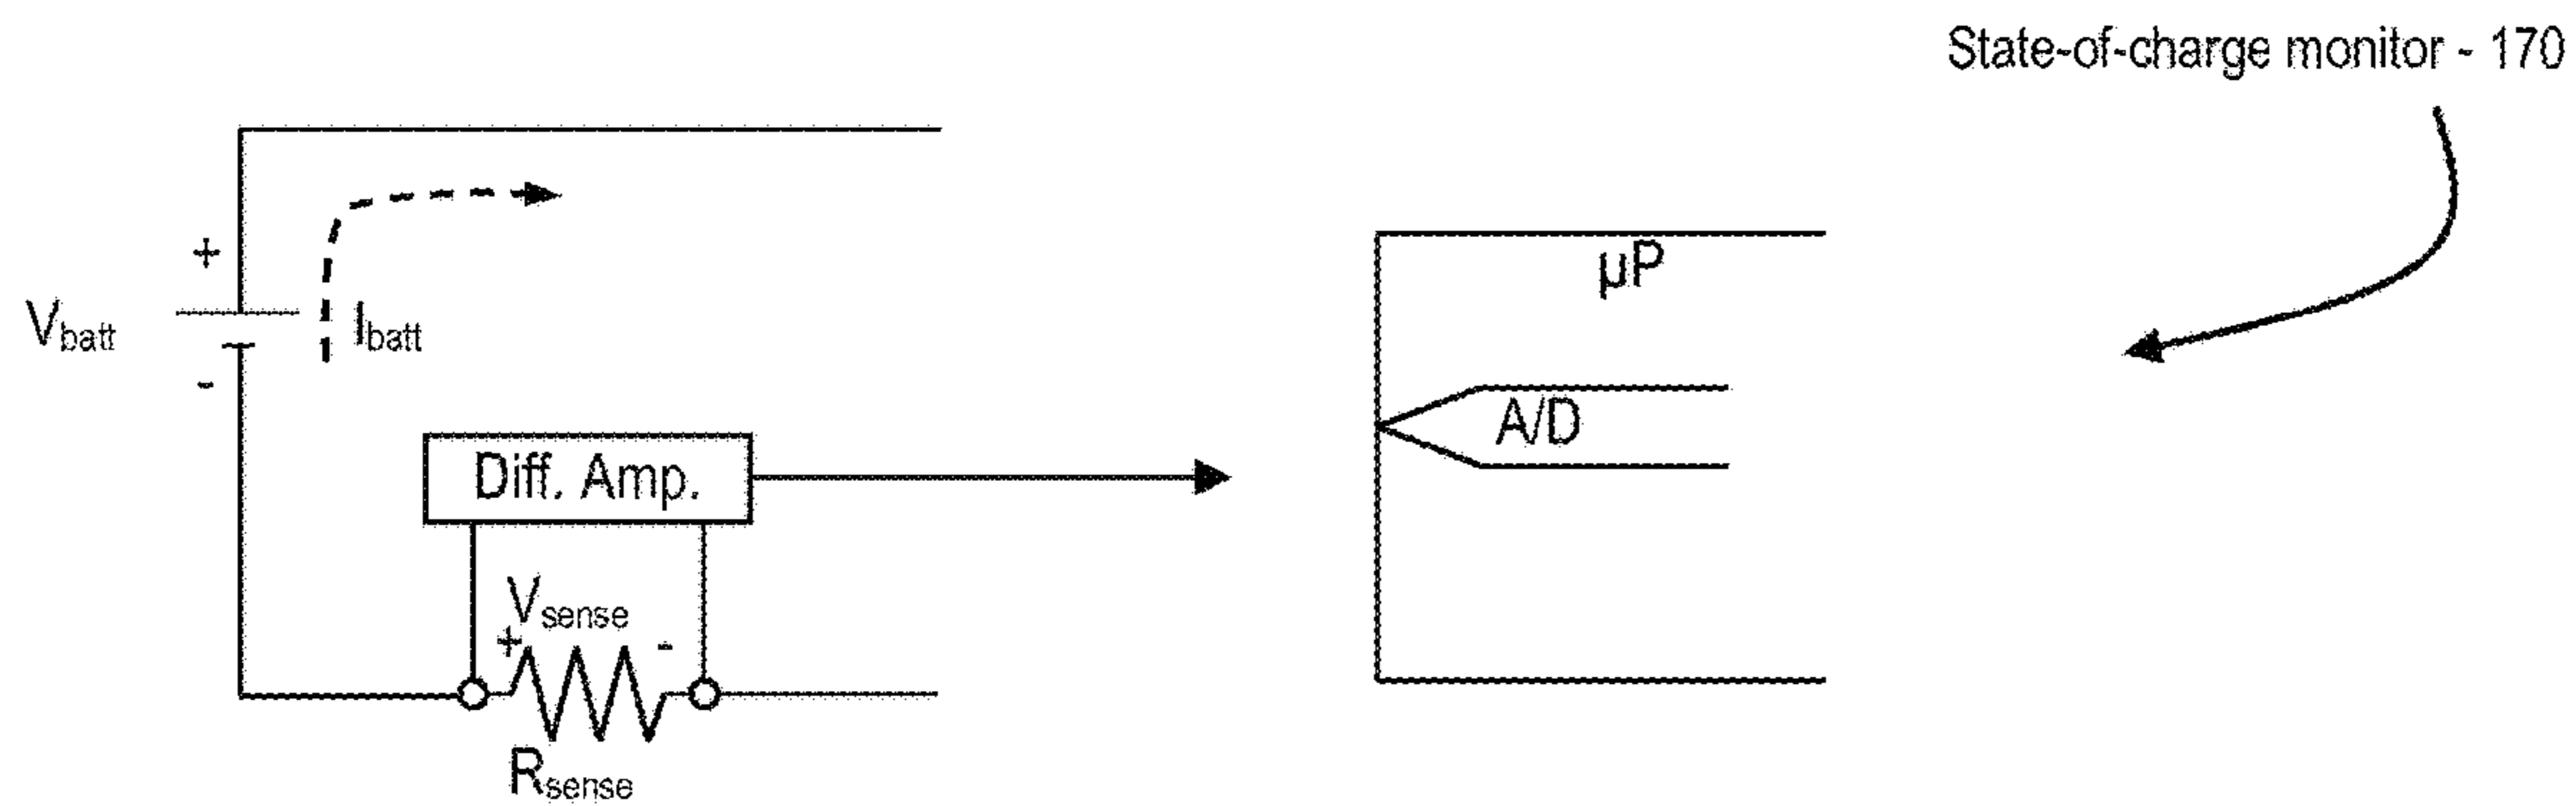 State-of-charge monitor - 170
+
Vbatt
-
Ibatt
µP
A/D
Diff. Amp.
Vsense
+ -
Rsense